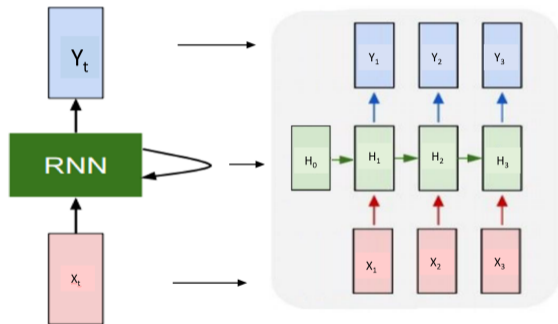 Yₜ
Y₁ Y₂ Y₃
RNN
H₀ H₁ H₂ H₃
Xₜ
X₁ X₂ X₃